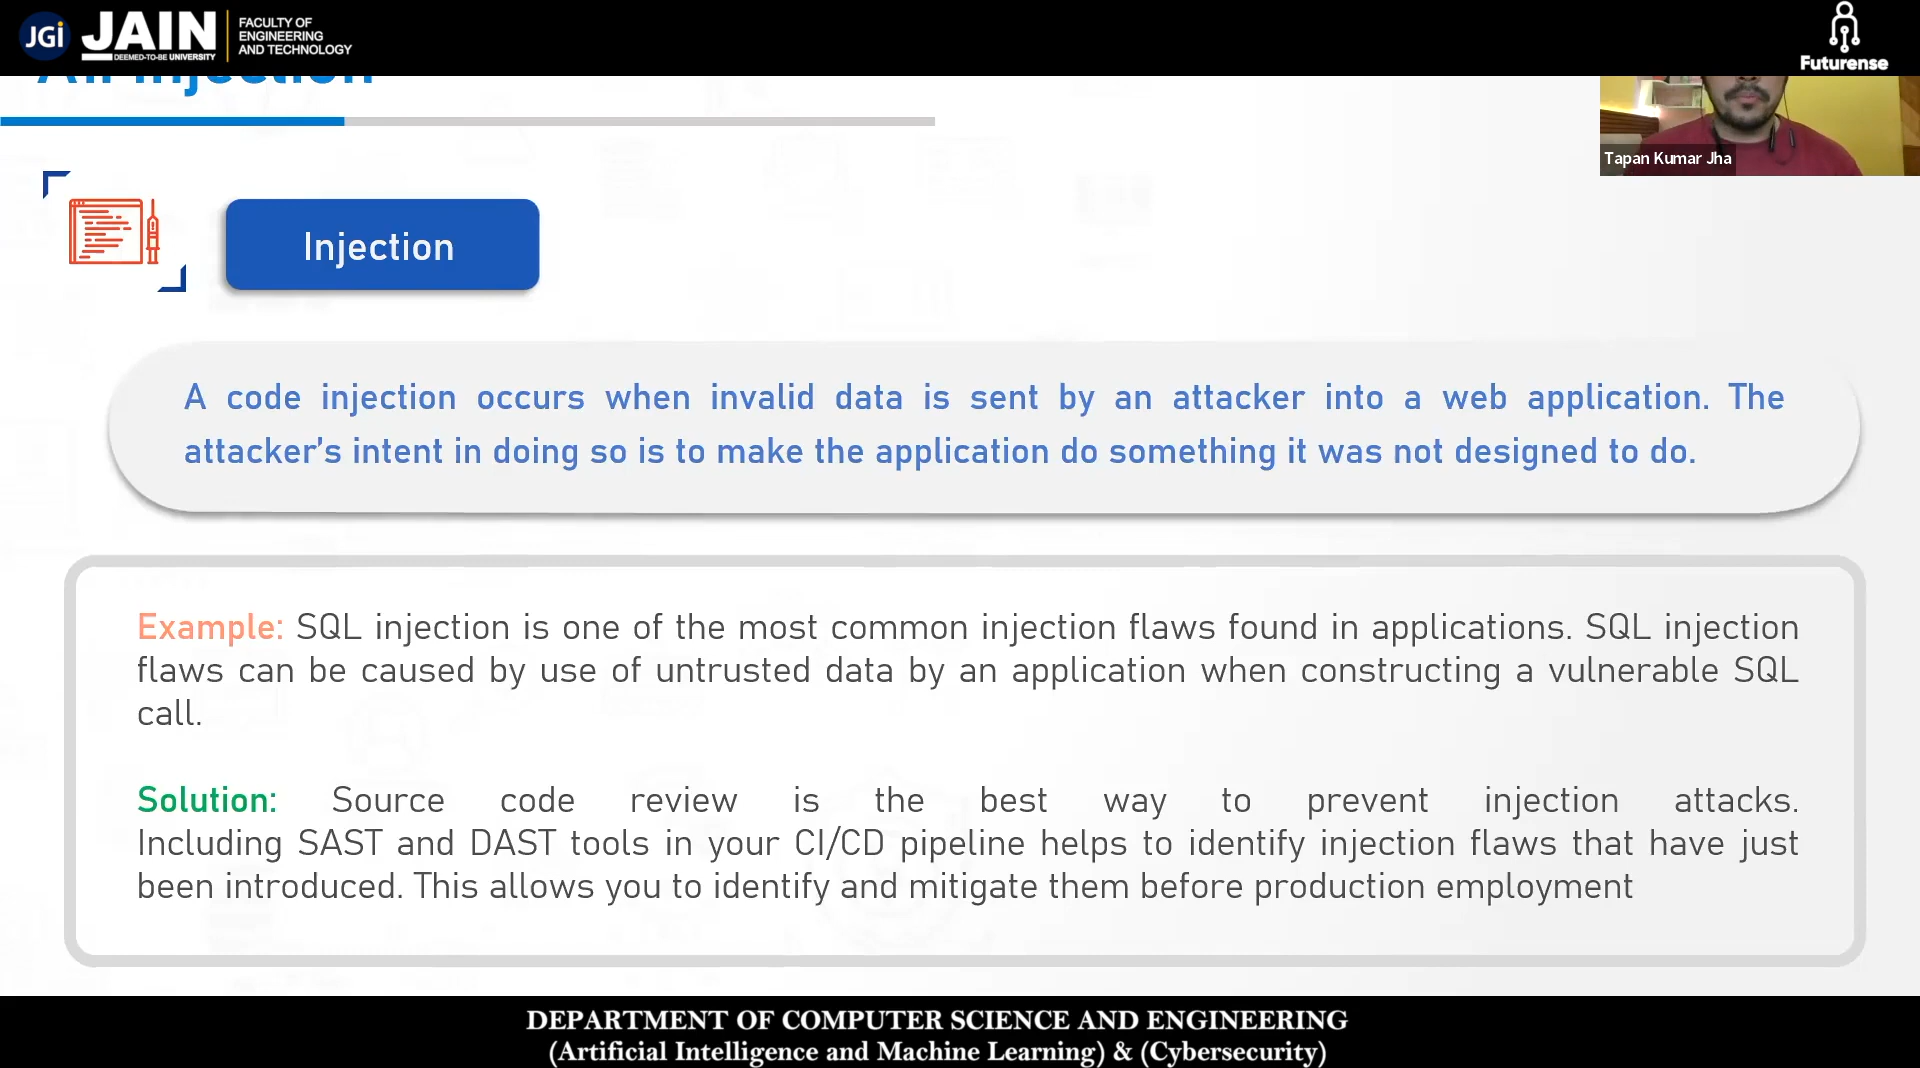 JGi JAIN
DEEMED-TO-BE UNIVERSITY
FACULTY OF
ENGINEERING
AND TECHNOLOGY
Futurense
Tapan Kumar Jha
Injection
A code injection occurs when invalid data is sent by an attacker into a web application. The
attacker's intent in doing so is to make the application do something it was not designed to do.
Example: SQL injection is one of the most common injection flaws found in applications. SQL injection
flaws can be caused by use of untrusted data by an application when constructing a vulnerable SQL
call.
Solution: Source code review is the best way to prevent injection attacks.
Including SAST and DAST tools in your CI/CD pipeline helps to identify injection flaws that have just
been introduced. This allows you to identify and mitigate them before production employment
DEPARTMENT OF COMPUTER SCIENCE AND ENGINEERING
(Artificial Intelligence and Machine Learning) & (Cybersecurity)